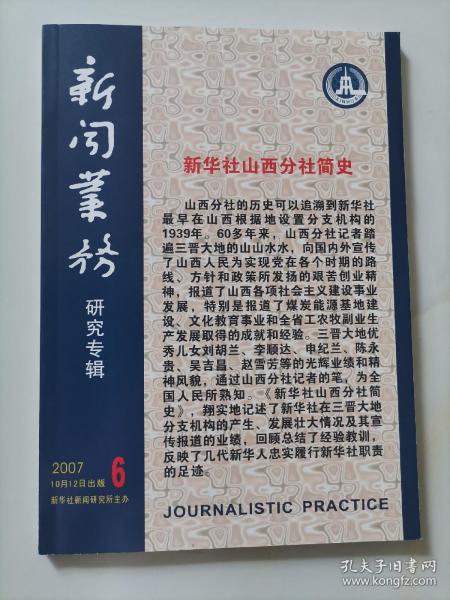 新闻业务
研究专辑
2007
10月12日出版
6
新华社新闻研究所主办
XINHUA
新华社山西分社简史
山西分社的历史可以追溯到新华社
最早在山西根据地设置分支机构的
1939年。60多年来，山西分社记者踏
遍三晋大地的山山水水，向国内外宣传
了山西人民为实现党在各个时期的路
线、方针和政策所发扬的艰苦创业精
神，报道了山西各项社会主义建设事业
发展，特别是报道了煤炭能源基地建
设、文化教育事业和全省工农牧副业生
产发展取得的成就和经验。三晋大地优
秀儿女刘胡兰、李顺达、申纪兰、陈永
贵、吴吉昌、赵雪芳等的光辉业绩和精
神风貌，通过山西分社记者的笔，为全
国人民所熟知。《新华社山西分社简
史》，翔实地记述了新华社在三晋大地
分支机构的产生、发展壮大情况及其宣
传报道的业绩，回顾总结了经验教训，
反映了几代新华人忠实履行新华社职责
的足迹。
JOURNALISTIC PRACTICE
孔夫子旧书网
www.kongfz.com